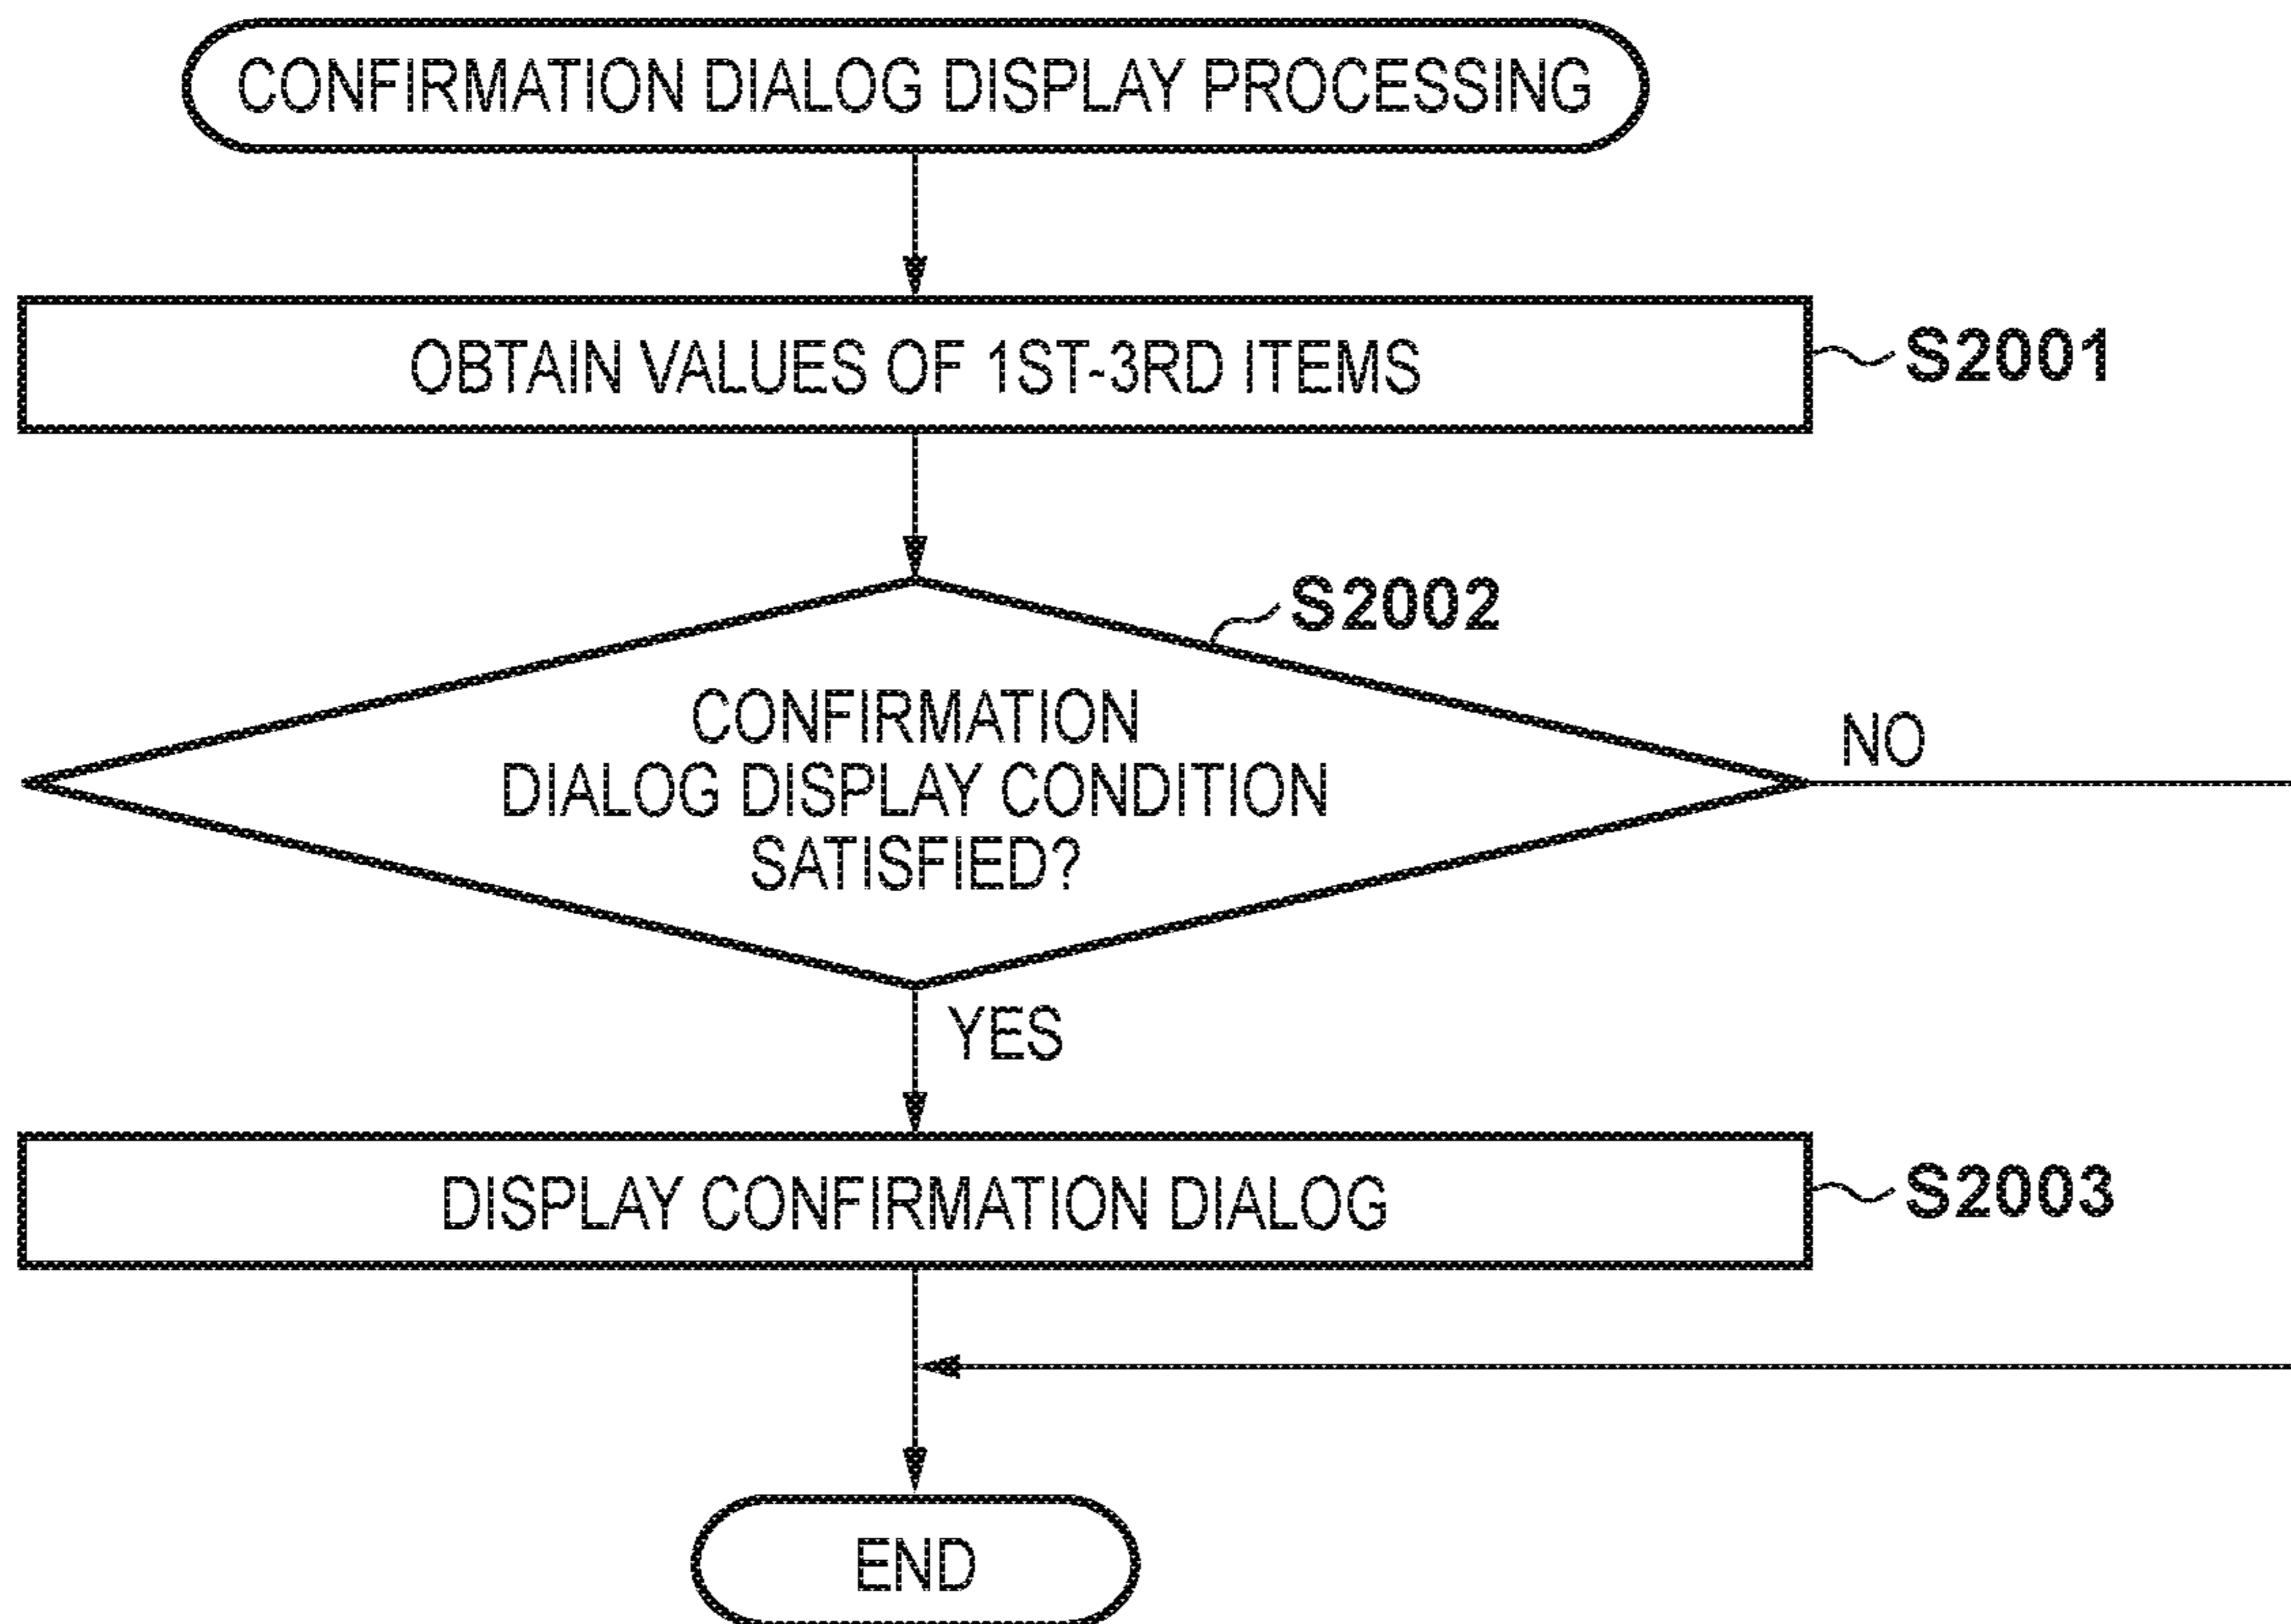 CONFIRMATION DIALOG DISPLAY PROCESSING
OBTAIN VALUES OF 1ST-3RD ITEMS
S2001
S2002
CONFIRMATION
DIALOG DISPLAY CONDITION
SATISFIED?
NO
YES
DISPLAY CONFIRMATION DIALOG
S2003
END